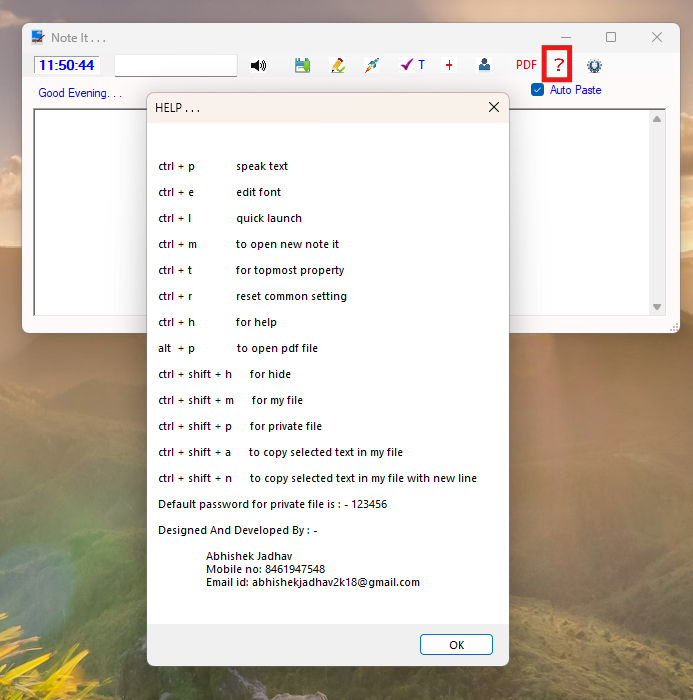 Note It . . .
11:50:44
T
PDF
?
Good Evening. . .
Auto Paste
HELP . . .
ctrl + p speak text
ctrl + e edit font
ctrl + l quick launch
ctrl + m to open new note it
ctrl + t for topmost property
ctrl + r reset common setting
ctrl + h for help
alt + p to open pdf file
ctrl + shift + h for hide
ctrl + shift + m for my file
ctrl + shift + p for private file
ctrl + shift + a to copy selected text in my file
ctrl + shift + n to copy selected text in my file with new line
Default password for private file is : - 123456
Designed And Developed By : -
Abhishek Jadhav
Mobile no: 8461947548
Email id: abhishekjadhav2k18@gmail.com
OK